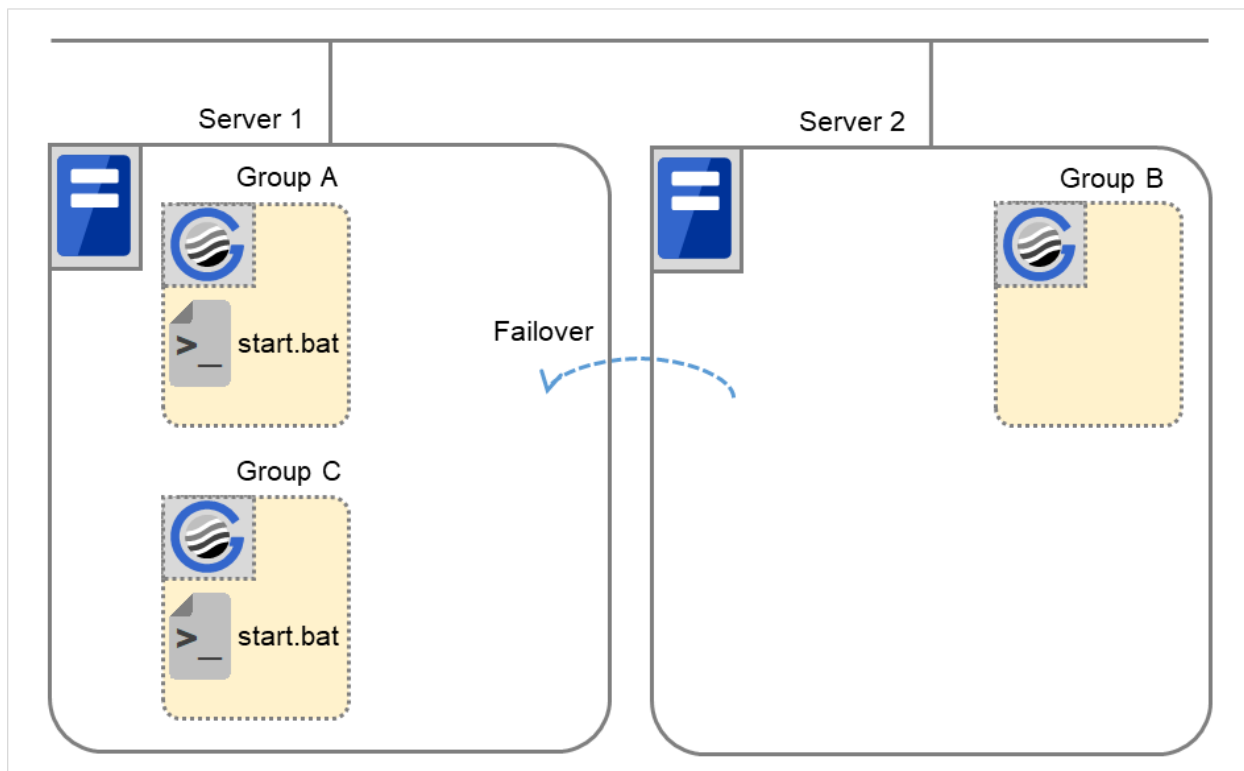 Server 1
Server 2
Group A
Group B
start.bat
Failover
Group C
start.bat